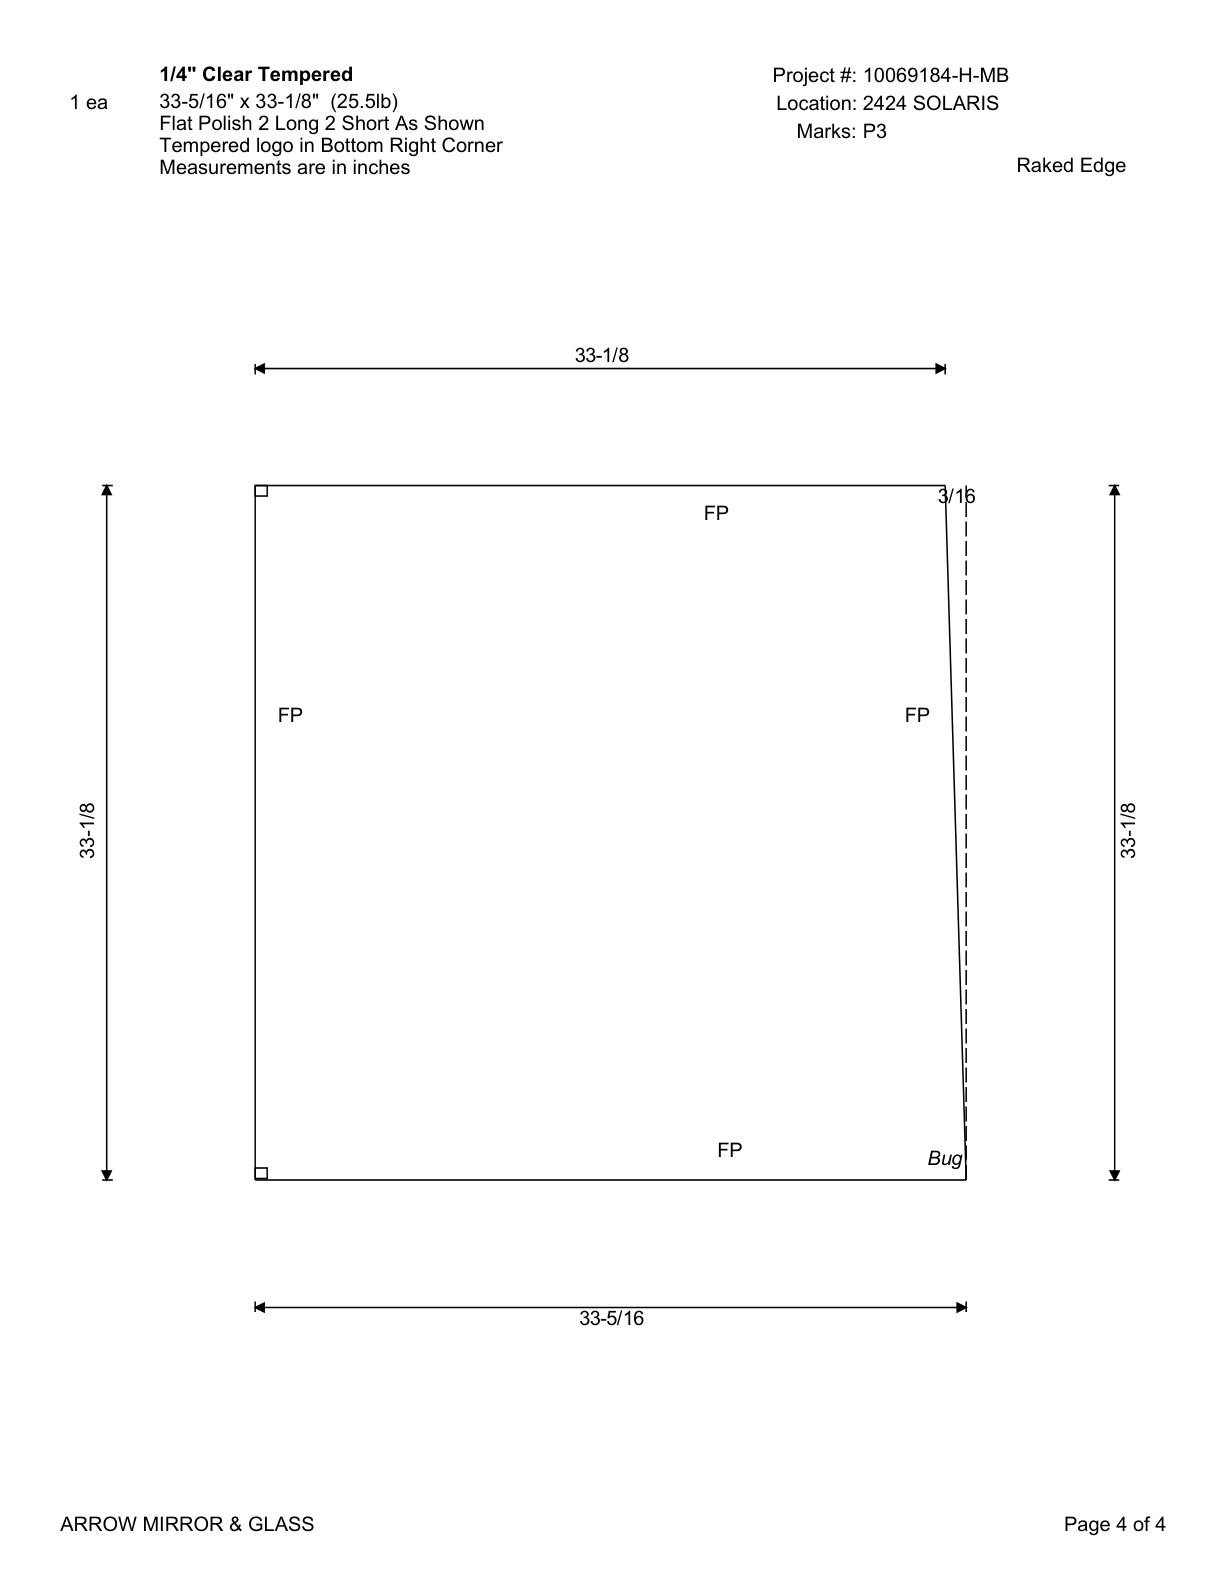 1/4" Clear Tempered
1 ea
33-5/16" x 33-1/8"  (25.5lb)
Flat Polish 2 Long 2 Short As Shown
Tempered logo in Bottom Right Corner
Measurements are in inches
Project #: 10069184-H-MB
Location: 2424 SOLARIS
Marks: P3
Raked Edge
33-1/8
3/16
FP
FP
FP
33-1/8
33-1/8
FP
Bug
33-5/16
ARROW MIRROR & GLASS
Page 4 of 4